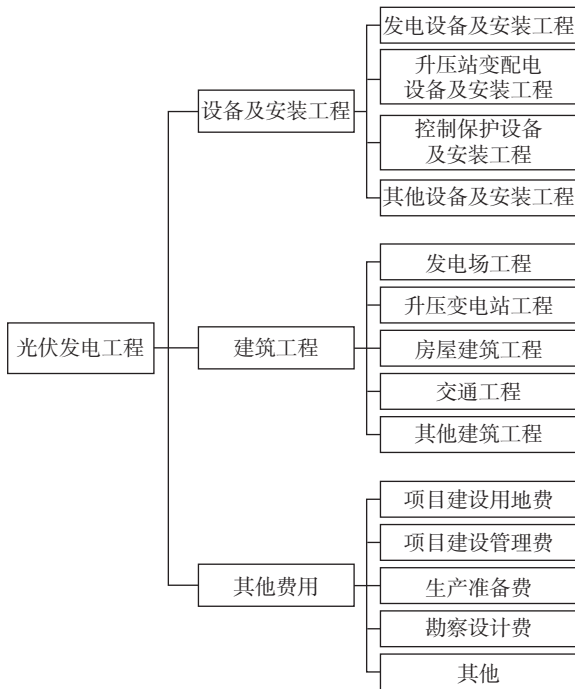 光伏发电工程
设备及安装工程
发电设备及安装工程
升压站变配电
设备及安装工程
控制保护设备
及安装工程
其他设备及安装工程
建筑工程
发电场工程
升压变电站工程
房屋建筑工程
交通工程
其他建筑工程
其他费用
项目建设用地费
项目建设管理费
生产准备费
勘察设计费
其他